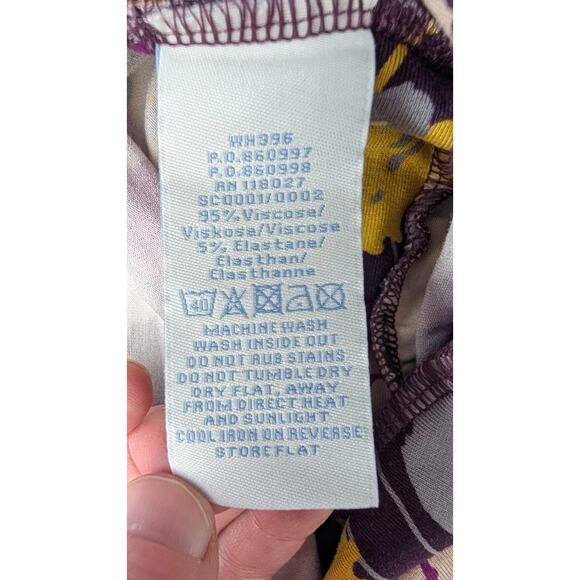 WH396
P.O.860997
P.O.860998
RN 118027
SC0001/0002
95% Viscose/
Viskose/Viscose
5% Elastane/
Elasthan/
Elasthanne
40
MACHINE WASH
WASH INSIDE OUT
DO NOT RUB STAINS
DO NOT TUMBLE DRY
DRY FLAT, AWAY
FROM DIRECT HEAT
AND SUNLIGHT
COOL IRON ON REVERSE
STORE FLAT